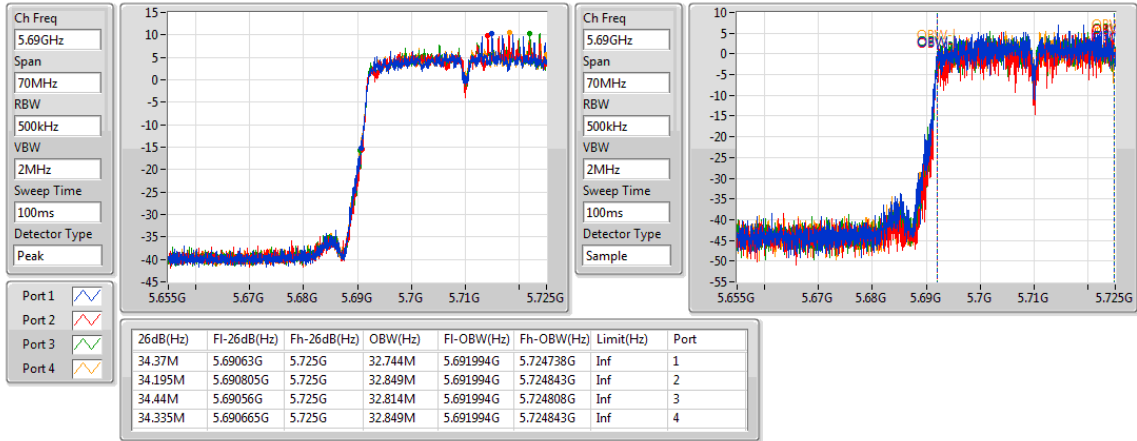 Ch Freq
5.69GHz
Span
70MHz
RBW
500kHz
VBW
2MHz
Sweep Time
100ms
Detector Type
Peak
15
10
5
0
-5
-10
-15
-20
-25
-30
-35
-40
-45
5.655G 5.67G 5.68G 5.69G 5.7G 5.71G 5.725G
Ch Freq
5.69GHz
Span
70MHz
RBW
500kHz
VBW
2MHz
Sweep Time
100ms
Detector Type
Sample
10
5
0
-5
-10
-15
-20
-25
-30
-35
-40
-45
-50
-55
5.655G 5.67G 5.68G 5.69G 5.7G 5.71G 5.725G
Port 1
Port 2
Port 3
Port 4
26dB(Hz) Fl-26dB(Hz) Fh-26dB(Hz) OBW(Hz) Fl-OBW(Hz) Fh-OBW(Hz) Limit(Hz) Port
34.37M 5.69063G 5.725G 32.744M 5.691994G 5.724738G Inf 1
34.195M 5.690805G 5.725G 32.849M 5.691994G 5.724843G Inf 2
34.44M 5.69056G 5.725G 32.814M 5.691994G 5.724808G Inf 3
34.335M 5.690665G 5.725G 32.849M 5.691994G 5.724843G Inf 4